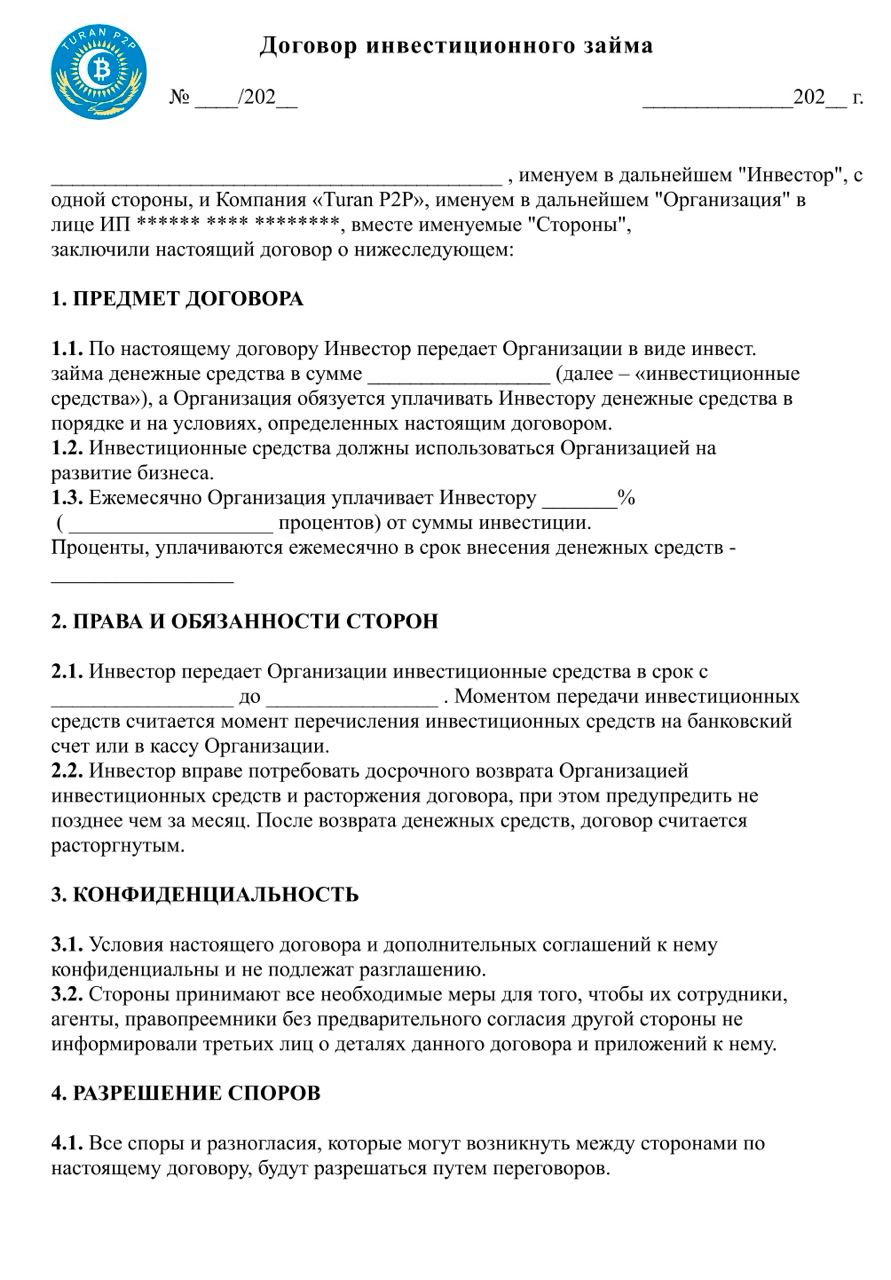 TURAN P2P
Договор инвестиционного займа
№ ____/202__ ______________202__ г.
__________________________________________ , именуем в дальнейшем "Инвестор", с
одной стороны, и Компания «Turan P2P», именуем в дальнейшем "Организация" в
лице ИП ****** **** ********, вместе именуемые "Стороны",
заключили настоящий договор о нижеследующем:
1. ПРЕДМЕТ ДОГОВОРА
1.1. По настоящему договору Инвестор передает Организации в виде инвест.
займа денежные средства в сумме _________________ (далее – «инвестиционные
средства»), а Организация обязуется уплачивать Инвестору денежные средства в
порядке и на условиях, определенных настоящим договором.
1.2. Инвестиционные средства должны использоваться Организацией на
развитие бизнеса.
1.3. Ежемесячно Организация уплачивает Инвестору _______%
( ___________________ процентов) от суммы инвестиции.
Проценты, уплачиваются ежемесячно в срок внесения денежных средств -
_________________
2. ПРАВА И ОБЯЗАННОСТИ СТОРОН
2.1. Инвестор передает Организации инвестиционные средства в срок с
_________________ до ________________ . Моментом передачи инвестиционных
средств считается момент перечисления инвестиционных средств на банковский
счет или в кассу Организации.
2.2. Инвестор вправе потребовать досрочного возврата Организацией
инвестиционных средств и расторжения договора, при этом предупредить не
позднее чем за месяц. После возврата денежных средств, договор считается
расторгнутым.
3. КОНФИДЕНЦИАЛЬНОСТЬ
3.1. Условия настоящего договора и дополнительных соглашений к нему
конфиденциальны и не подлежат разглашению.
3.2. Стороны принимают все необходимые меры для того, чтобы их сотрудники,
агенты, правопреемники без предварительного согласия другой стороны не
информировали третьих лиц о деталях данного договора и приложений к нему.
4. РАЗРЕШЕНИЕ СПОРОВ
4.1. Все споры и разногласия, которые могут возникнуть между сторонами по
настоящему договору, будут разрешаться путем переговоров.